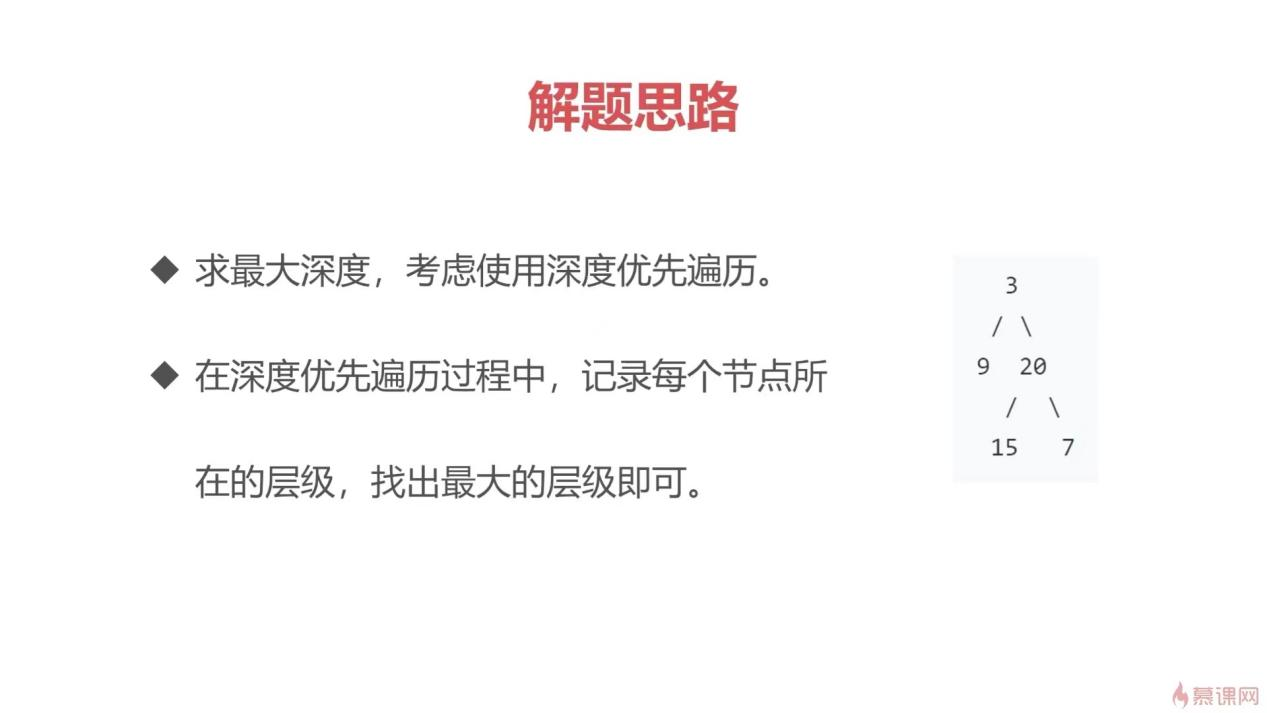 解题思路
◆ 求最大深度，考虑使用深度优先遍历。
◆ 在深度优先遍历过程中，记录每个节点所
在的层级，找出最大的层级即可。
3
/ \
9 20
/ \
15 7
慕课网